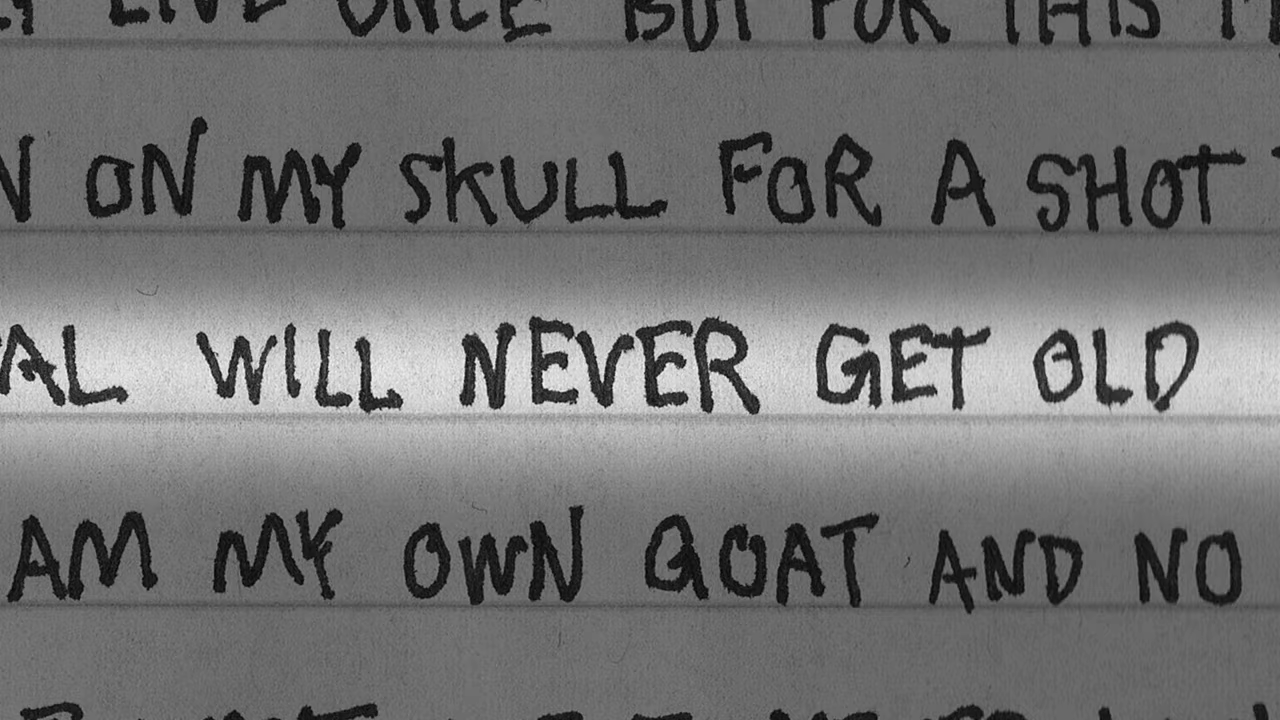 LIVE ONCE BUT FOR THIS
ON MY SKULL FOR A SHOT
WILL NEVER GET OLD
AM MY OWN GOAT AND NO